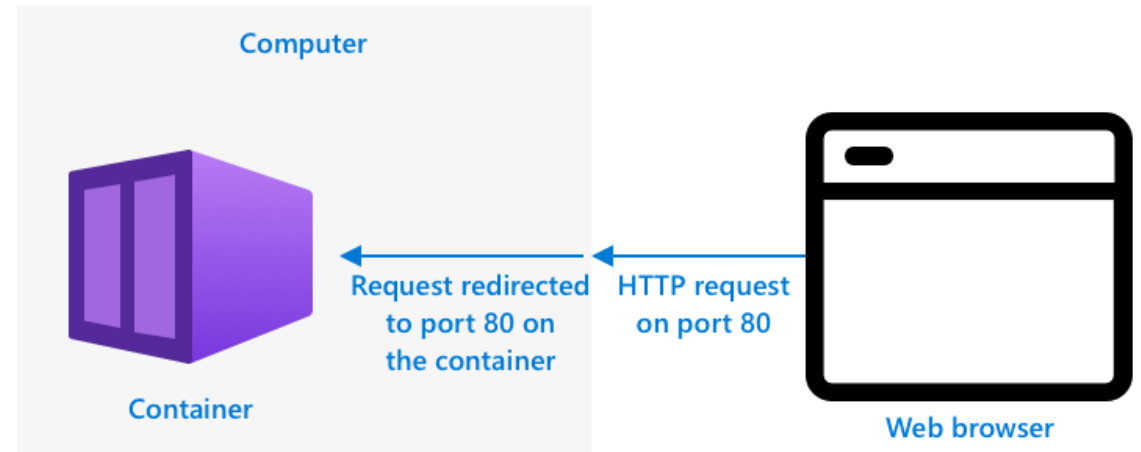 Computer
Request redirected
to port 80 on
the container
HTTP request
on port 80
Container
Web browser